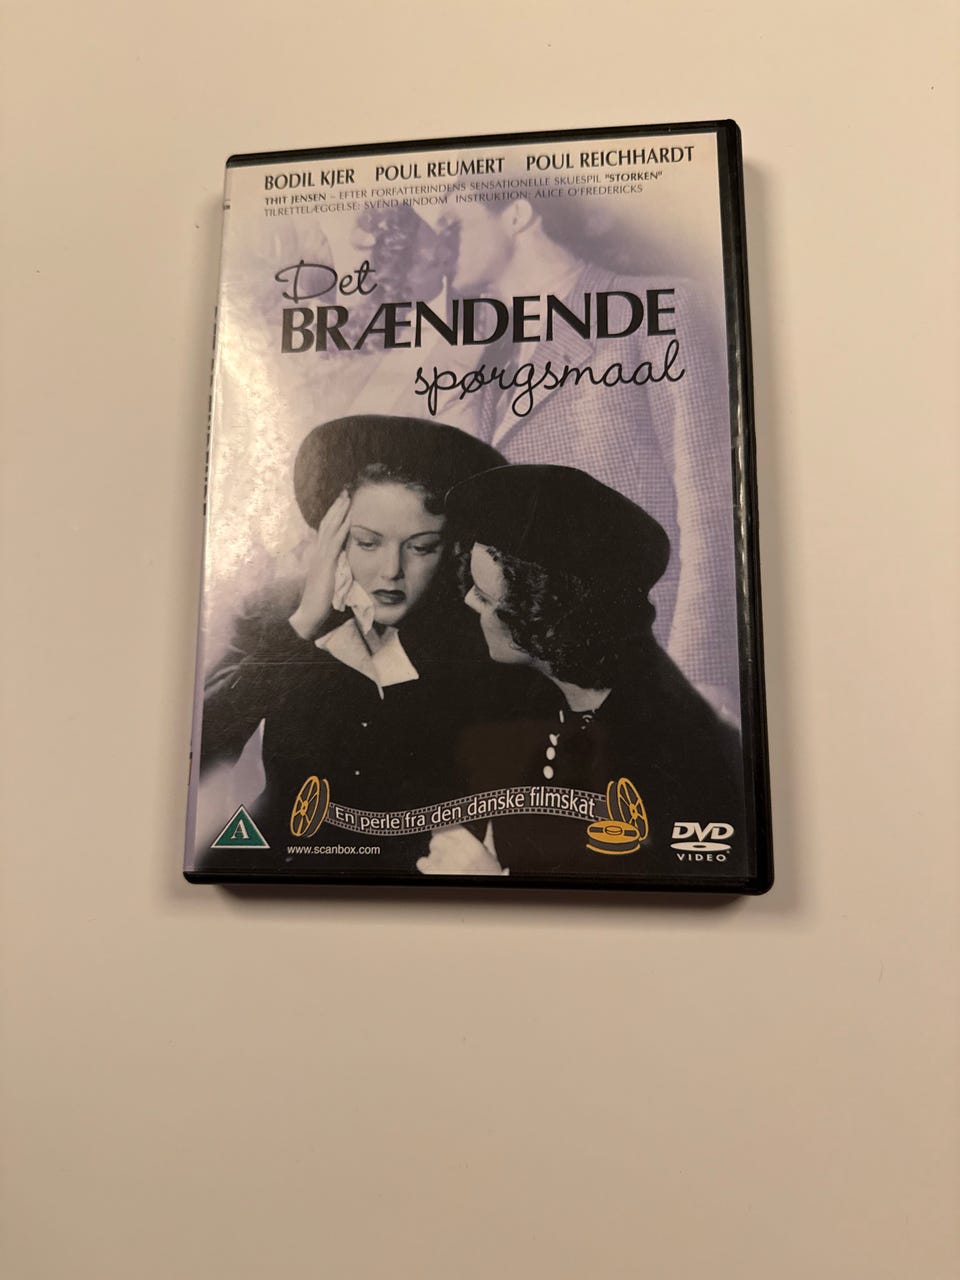 BODIL KJER POUL REUMERT POUL REICHHARDT
THIT JENSEN – EFTER FORFATTERINDENS SENSATIONELLE SKUESPIL "STORKEN"
TILRETTELÆGGELSE: SVEND RINDOM INSTRUKTION: ALICE O'FREDERICKS
Det
BRÆNDENDE
spørgsmaal
En perle fra den danske filmskat
A
www.scanbox.com
DVD
VIDEO